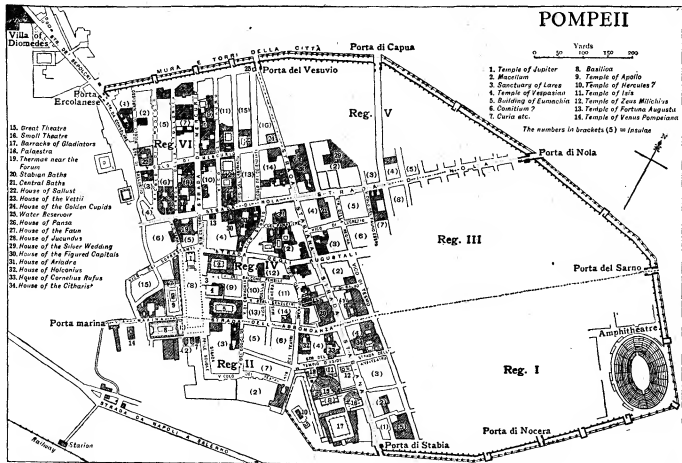 POMPEII
Yards
0 50 100 150 200
1. Temple of Jupiter
2. Macellum
3. Sanctuary of Lares
4. Temple of Vespasian
5. Building of Eumachia
6. Comitium ?
7. Curia etc.
8. Basilica
9. Temple of Apollo
10. Temple of Hercules ?
11. Temple of Isis
12. Temple of Zeus Milichius
13. Temple of Fortuna Augusta
14. Temple of Venus Pompeiana
The numbers in brackets (5) = Insulae
15. Great Theatre
16. Small Theatre
17. Barracks of Gladiators
18. Palaestra
19. Thermae near the
Forum
20. Stabian Baths
21. Central Baths
22. House of Sallust
23. House of the Vettii
24. House of the Golden Cupids
25. Water Reservoir
26. House of Pansa
27. House of the Faun
28. House of Jucundus
29. House of the Silver Wedding
30. House of the Figured Capitals
31. House of Ariadne
32. House of Holconius
33. House of Cornelius Rufus
34. House of the Citharist
Villa of
Diomedes
Porta
Ercolanese
MURA E TORRI DELLA CITTÀ
Porta di Capua
Porta del Vesuvio
Reg. VI
Reg. V
Porta di Nola
Reg. III
Reg. IV
Porta del Sarno
Porta marina
Reg. II
Reg. I
Amphitheatre
Porta di Nocera
Porta di Stabia
STRADA DA NAPOLI A SALERNO
Railway
Station